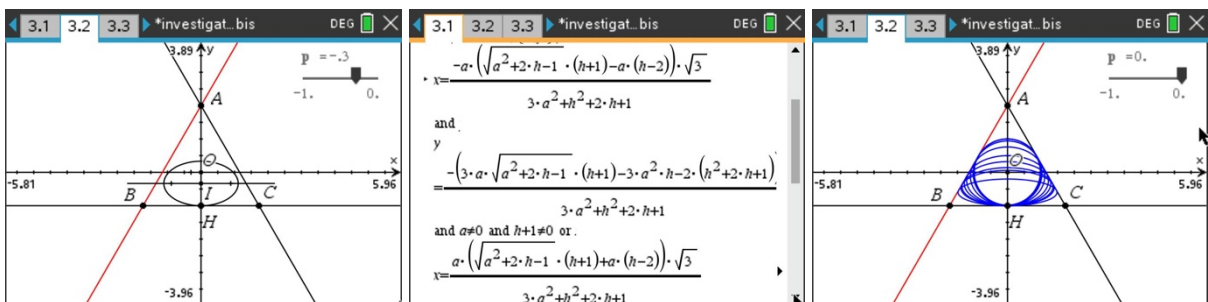 3.1 3.2 3.3 *investigat…bis DEG
3.89 y
p =-.3
-1. 0.
A
O
x
-5.81 5.96
B I C
H
-3.96
3.1 3.2 3.3 *investigat…bis DEG
x= -a·(√(a²+2·h-1)·(h+1)-a·(h-2))·√3
3·a²+h²+2·h+1
and
y
= -(3·a·√(a²+2·h-1)·(h+1)-3·a²·h-2·(h²+2·h+1)
3·a²+h²+2·h+1
and a≠0 and h+1≠0 or
x= a·(√(a²+2·h-1)·(h+1)+a·(h-2))·√3
3·a²+h²+2·h+1
3.1 3.2 3.3 *investigat…bis DEG
3.89 y
p =0.
-1. 0.
A
O
x
-5.81 5.96
B C
H
-3.96